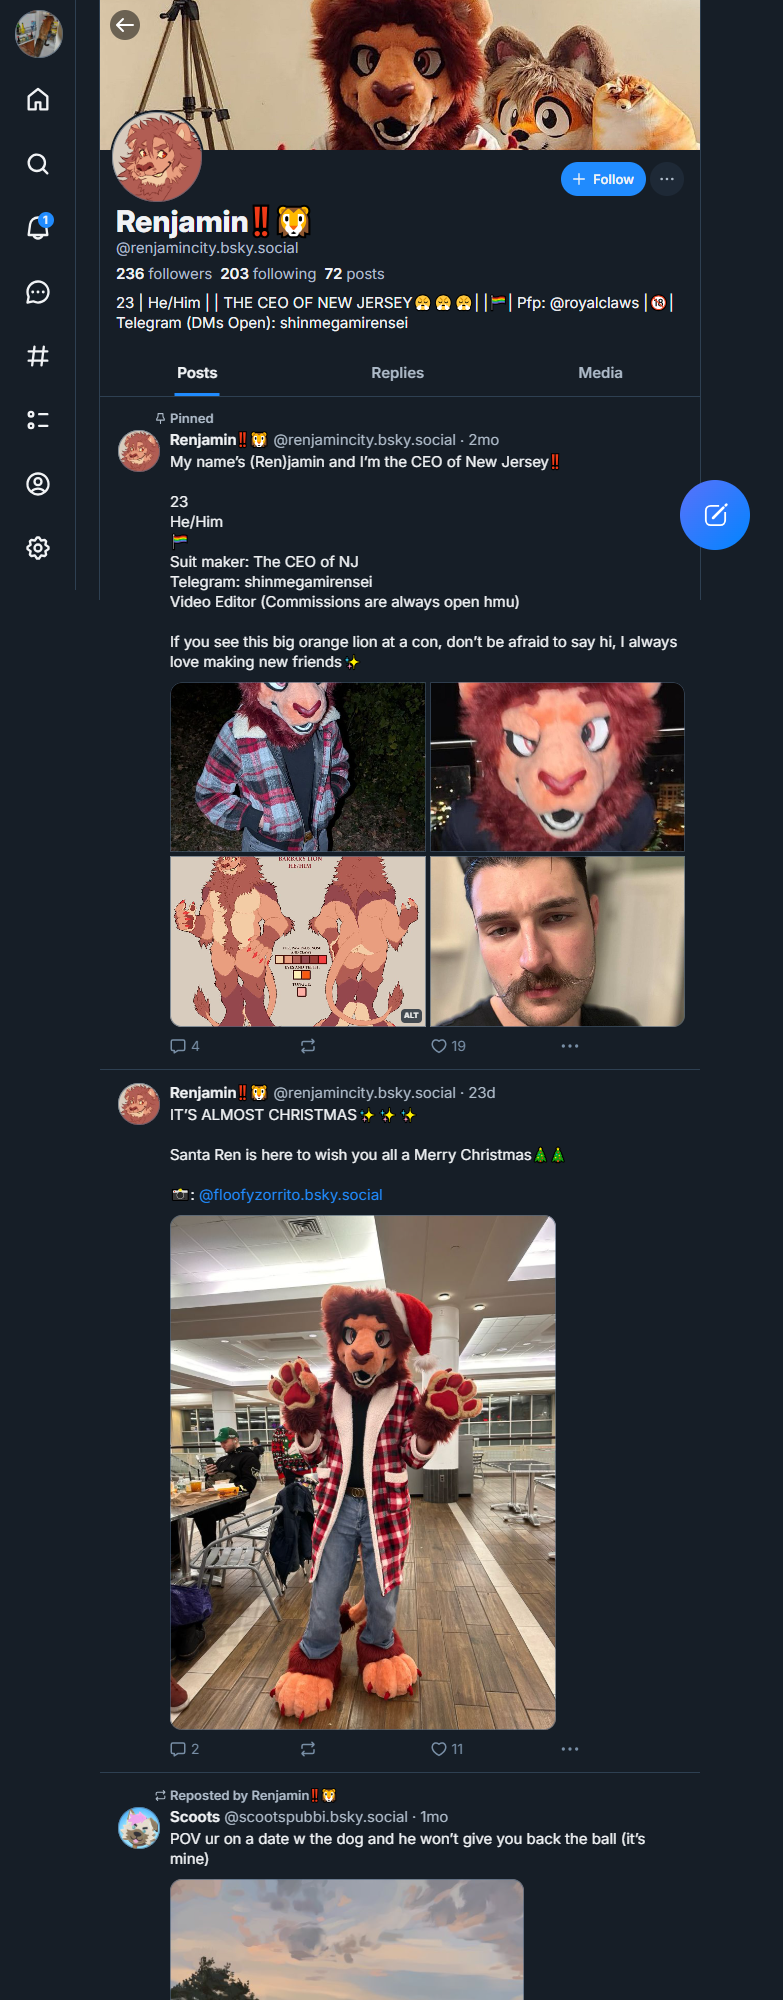 1
Follow
Renjamin‼️🦁
@renjamincity.bsky.social
236 followers 203 following 72 posts
23 | He/Him | | THE CEO OF NEW JERSEY😤😤😤| |🏳️‍🌈| Pfp: @royalclaws |🔞|
Telegram (DMs Open): shinmegamirensei
Posts
Replies
Media
Pinned
Renjamin‼️🦁 @renjamincity.bsky.social · 2mo
My name’s (Ren)jamin and I’m the CEO of New Jersey‼️
23
He/Him
🏳️‍🌈
Suit maker: The CEO of NJ
Telegram: shinmegamirensei
Video Editor (Commissions are always open hmu)
If you see this big orange lion at a con, don’t be afraid to say hi, I always
love making new friends✨
BARBARY LION
HE/HIM
ALT
4
19
Renjamin‼️🦁 @renjamincity.bsky.social · 23d
IT’S ALMOST CHRISTMAS✨✨✨
Santa Ren is here to wish you all a Merry Christmas🎄🎄
📸: @floofyzorrito.bsky.social
2
11
Reposted by Renjamin‼️🦁
Scoots @scootspubbi.bsky.social · 1mo
POV ur on a date w the dog and he won’t give you back the ball (it’s
mine)